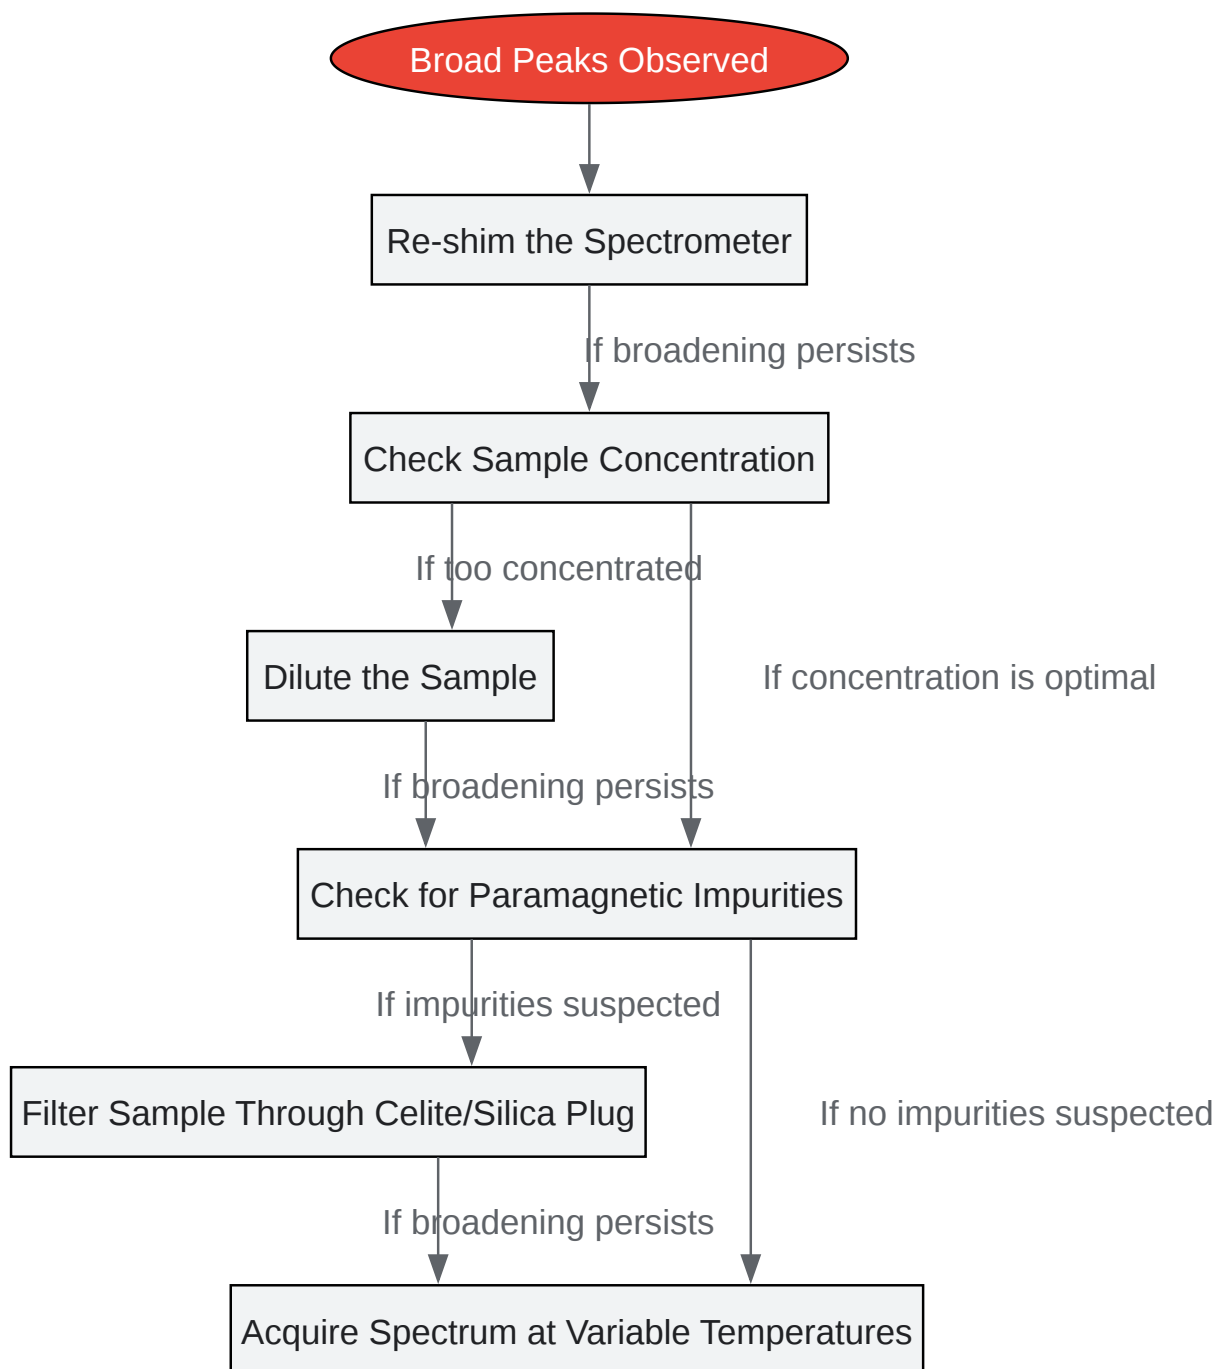 Broad Peaks Observed
Re-shim the Spectrometer
If broadening persists
Check Sample Concentration
If too concentrated
Dilute the Sample
If concentration is optimal
If broadening persists
Check for Paramagnetic Impurities
If impurities suspected
Filter Sample Through Celite/Silica Plug
If no impurities suspected
If broadening persists
Acquire Spectrum at Variable Temperatures